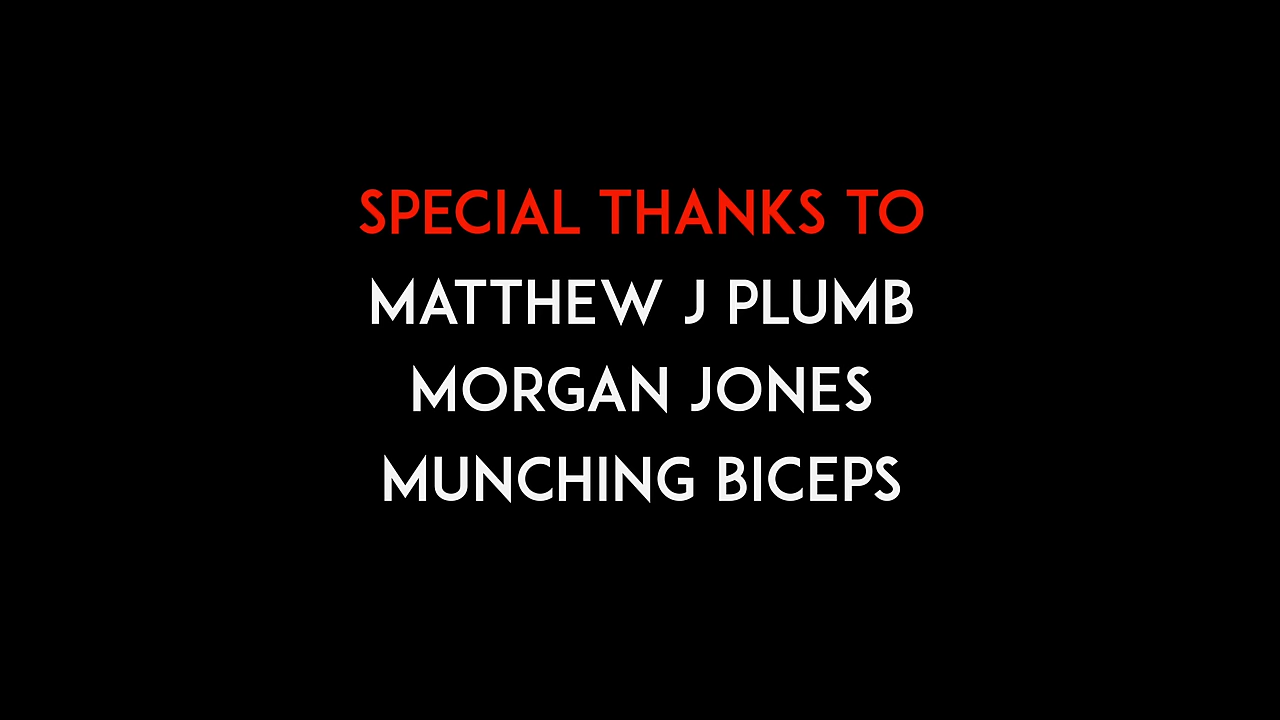 SPECIAL THANKS TO
MATTHEW J PLUMB
MORGAN JONES
MUNCHING BICEPS